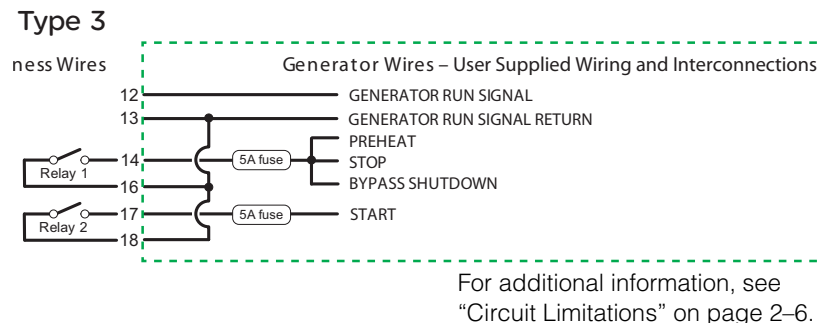 Type 3
ness Wires
Generator Wires – User Supplied Wiring and Interconnections
12
GENERATOR RUN SIGNAL
13
GENERATOR RUN SIGNAL RETURN
PREHEAT
14
5A fuse
STOP
Relay 1
16
BYPASS SHUTDOWN
17
5A fuse
START
Relay 2
18
For additional information, see
“Circuit Limitations” on page 2–6.